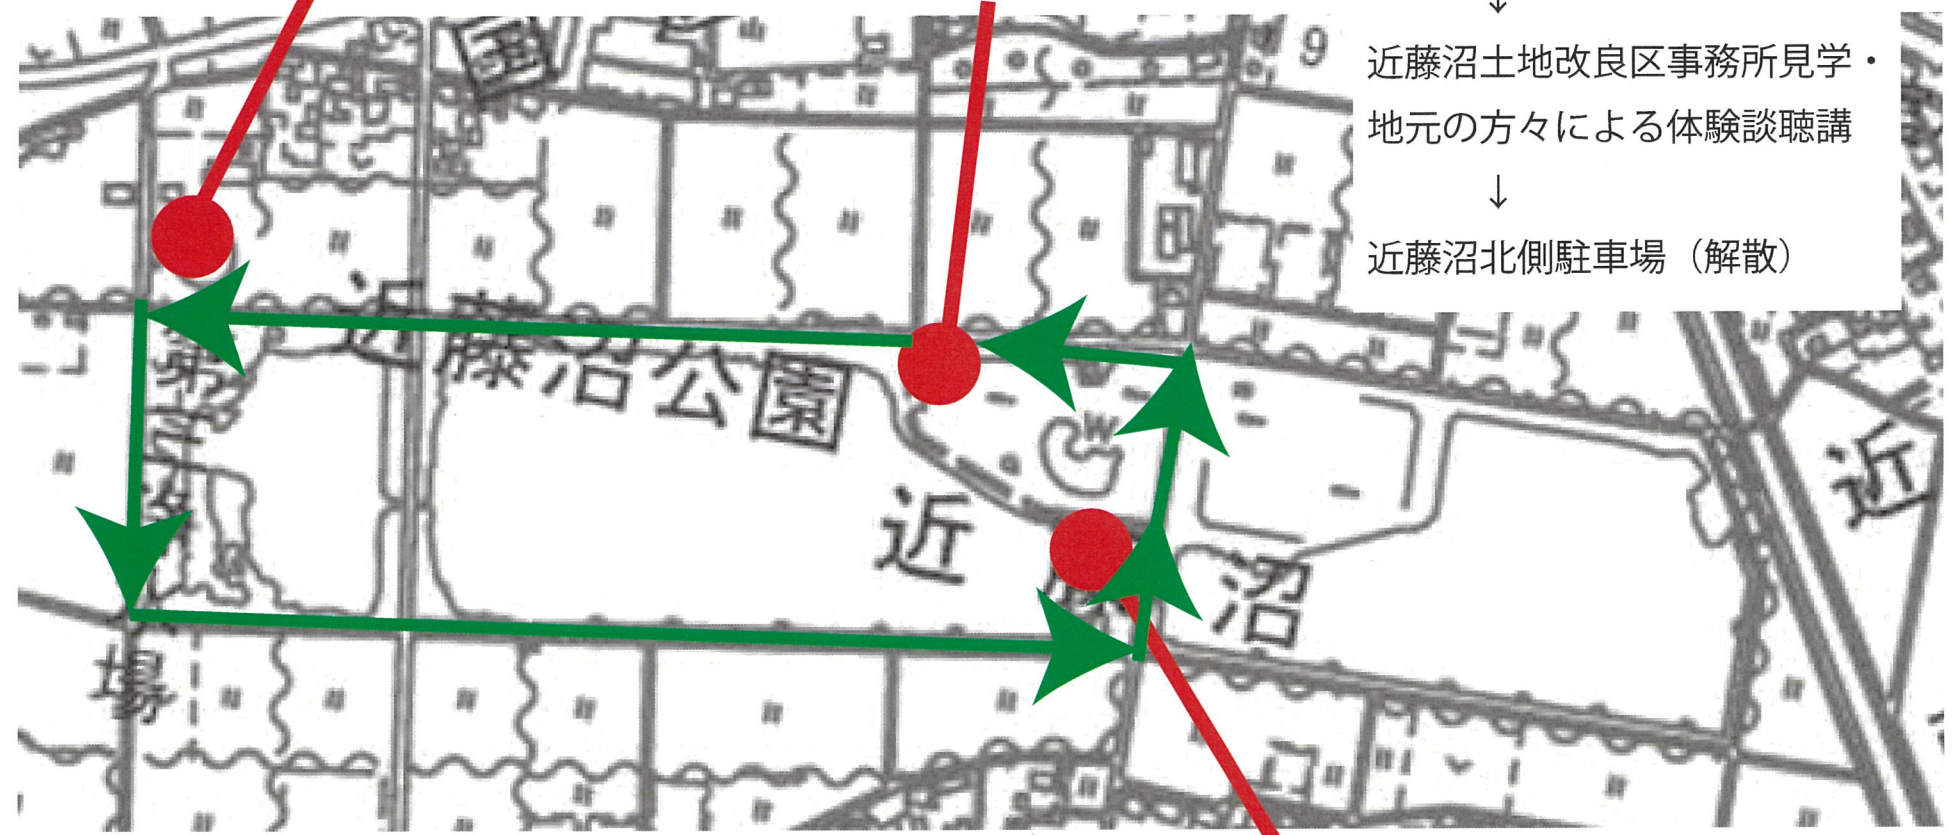 ↓
近藤沼土地改良区事務所見学・
地元の方々による体験談聴講
↓
近藤沼北側駐車場（解散）
国
9
近藤沼公園
第
場
近
沼
近
W